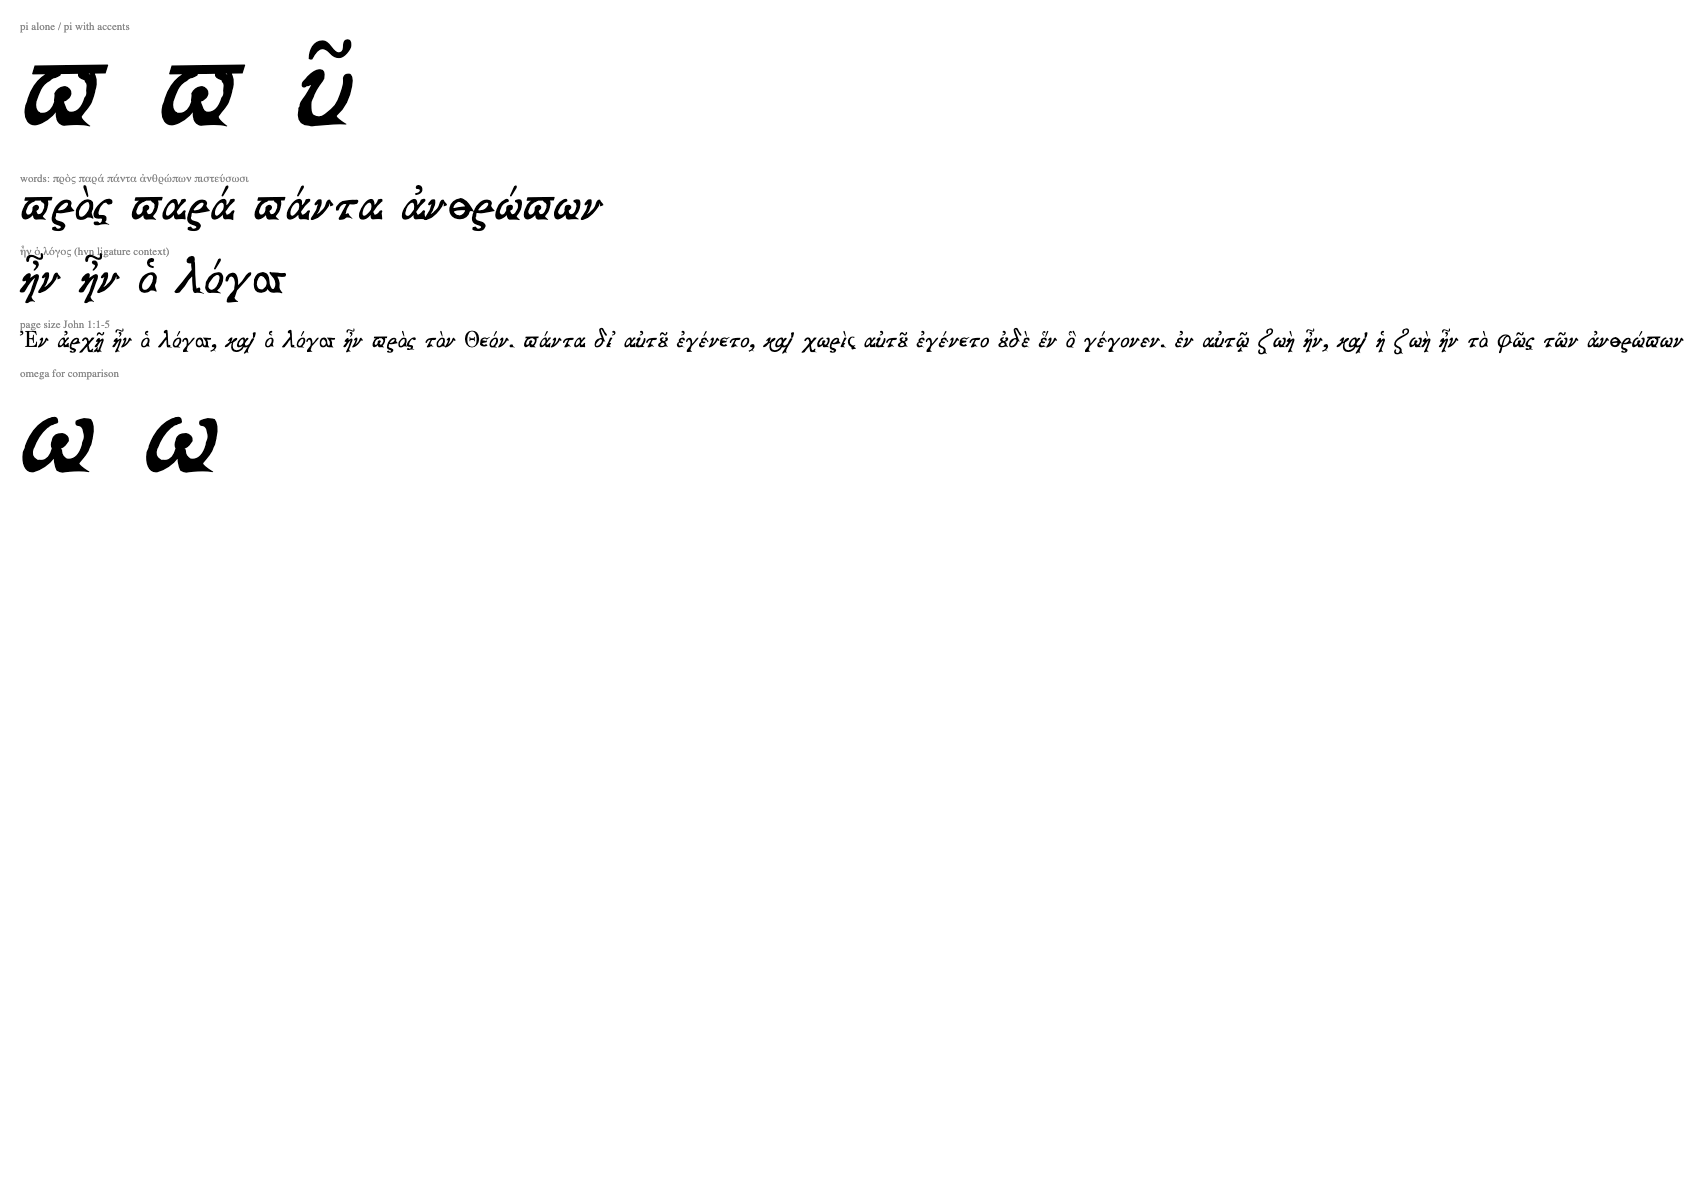 pi alone / pi with accents
π π ῦ
words: πρὸς παρά πάντα ἀνθρώπων πιστεύσωσι
πρὸς παρά πάντα ἀνθρώπων
ἦν ὁ λόγος (hvn ligature context)
ἦν ἦν ὁ λόγος
page size John 1:1-5
Ἐν ἀρχῇ ἦν ὁ λόγος, καὶ ὁ λόγος ἦν πρὸς τὸν Θεόν. πάντα δι’ αὐτοῦ ἐγένετο, καὶ χωρὶς αὐτοῦ ἐγένετο οὐδὲ ἕν ὃ γέγονεν. ἐν αὐτῷ ζωὴ ἦν, καὶ ἡ ζωὴ ἦν τὸ φῶς τῶν ἀνθρώπων
omega for comparison
ω ω